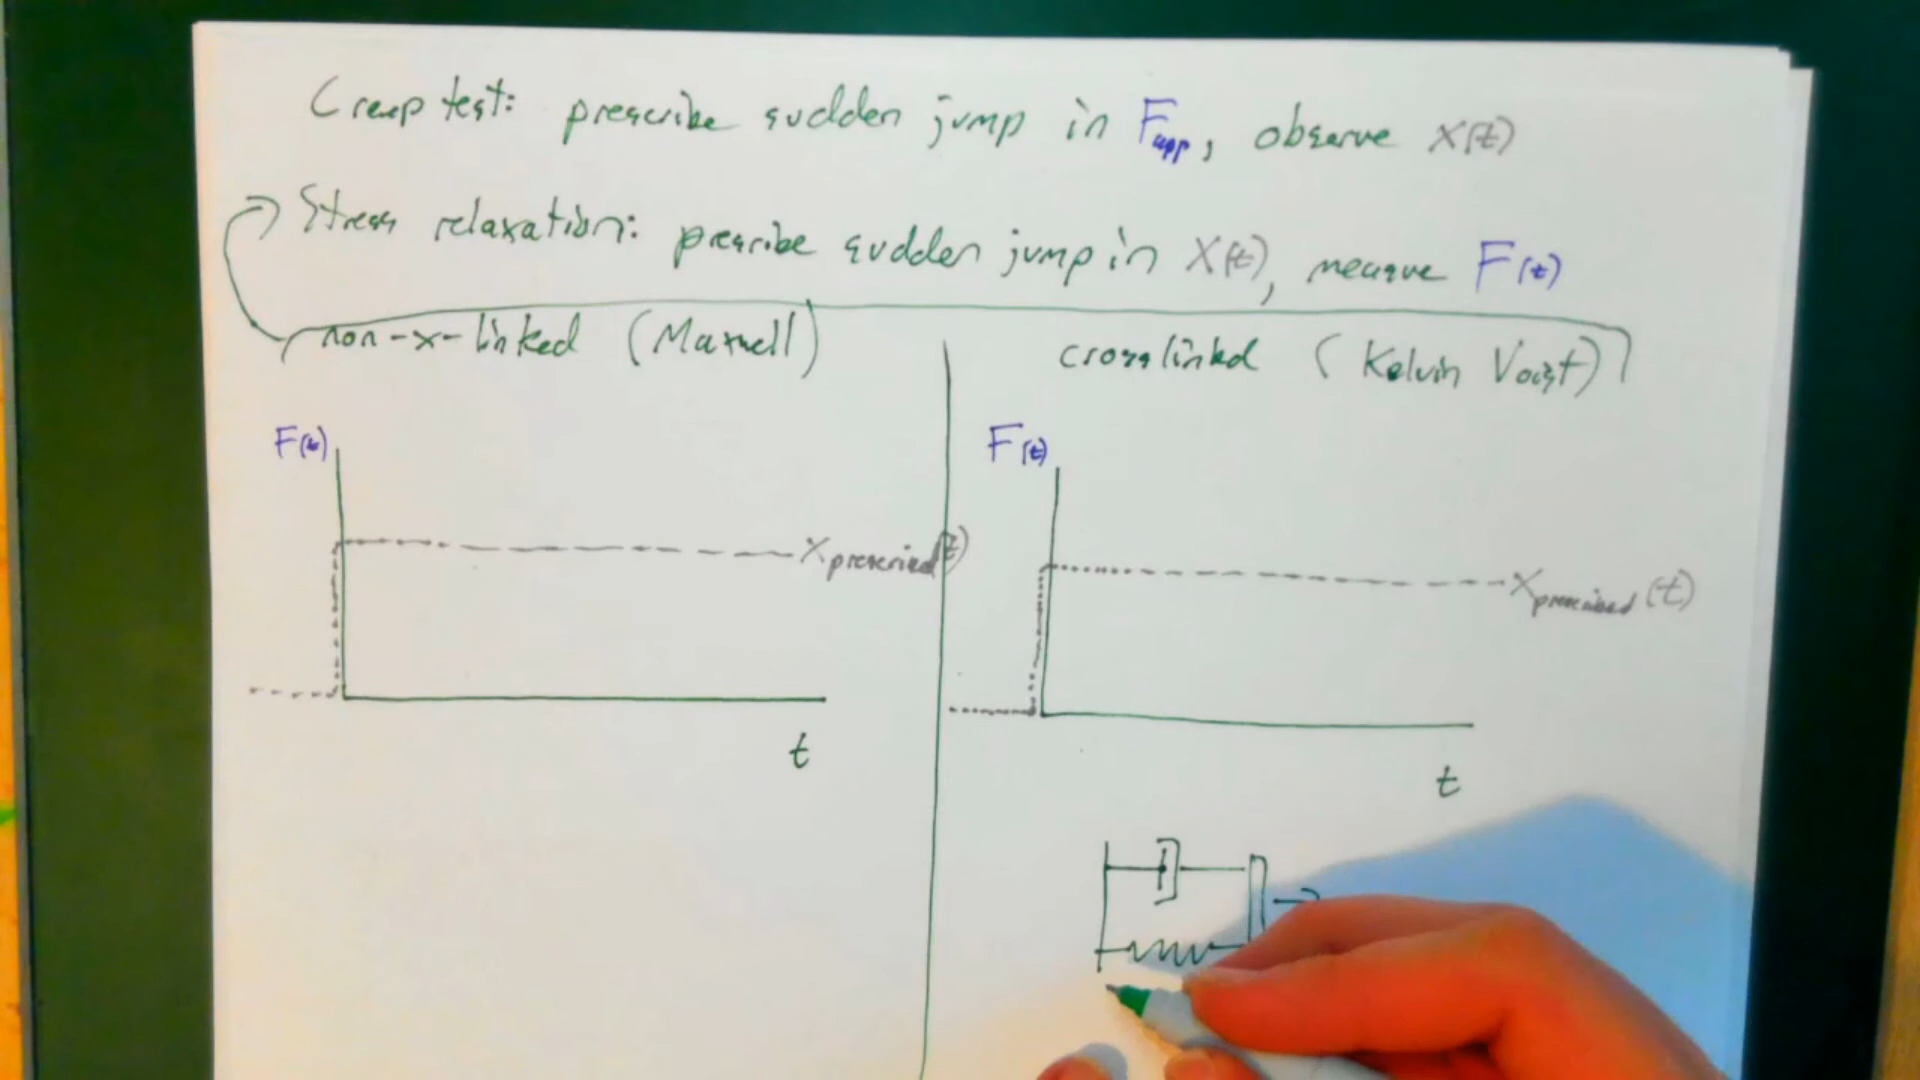 Creep test: prescribe sudden jump in Fapp, observe x(t)
Stress relaxation: prescribe sudden jump in X(t), measure F(t)
non-x-linked (Maxwell)
crosslinked (Kelvin Voigt)
F(t)
F(t)
xprescribed(t)
xprescribed(t)
t
t